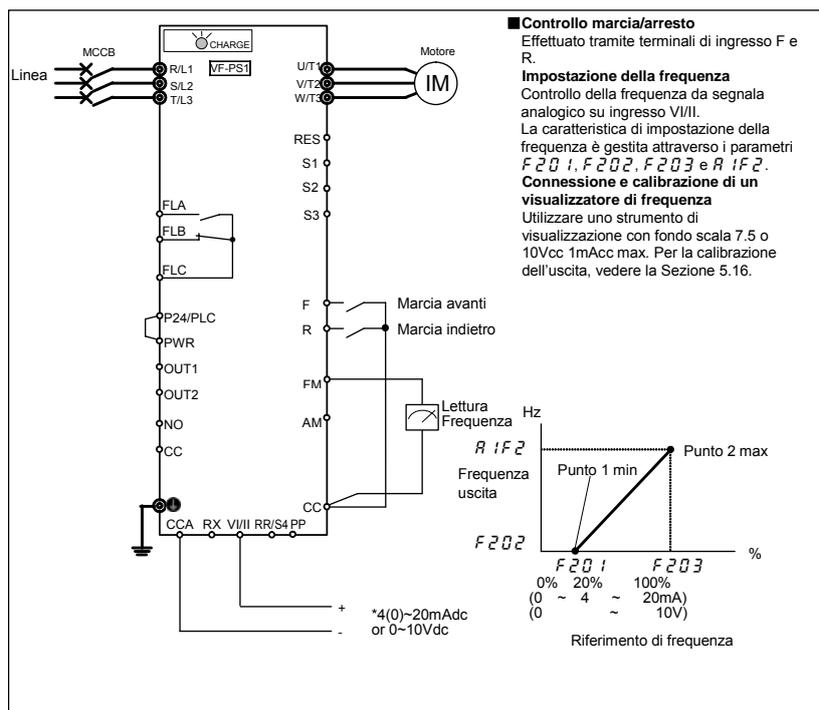 MCCB
Linea
CHARGE
VF-PS1
R/L1
S/L2
T/L3
U/T1
V/T2
W/T3
Motore
IM
RES
S1
S2
S3
FLA
FLB
FLC
P24/PLC
PWR
OUT1
OUT2
NO
CC
F
R
Marcia avanti
Marcia indietro
FM
AM
Lettura
Frequenza
CC
CCA RX VI/II RR/S4 PP
+
-
*4(0)~20mAdc
or 0~10Vdc
■Controllo marcia/arresto
Effettuato tramite terminali di ingresso F e
R.
Impostazione della frequenza
Controllo della frequenza da segnala
analogico su ingresso VI/II.
La caratteristica di impostazione della
frequenza è gestita attraverso i parametri
F201, F202, F203 e A1F2.
Connessione e calibrazione di un
visualizzatore di frequenza
Utilizzare uno strumento di
visualizzazione con fondo scala 7.5 o
10Vcc 1mAcc max. Per la calibrazione
dell'uscita, vedere la Sezione 5.16.
Hz
A1F2
Punto 2 max
Frequenza
uscita
Punto 1 min
F202
%
F201 F203
0% 20% 100%
(0 ~ 4 ~ 20mA)
(0 ~ 10V)
Riferimento di frequenza